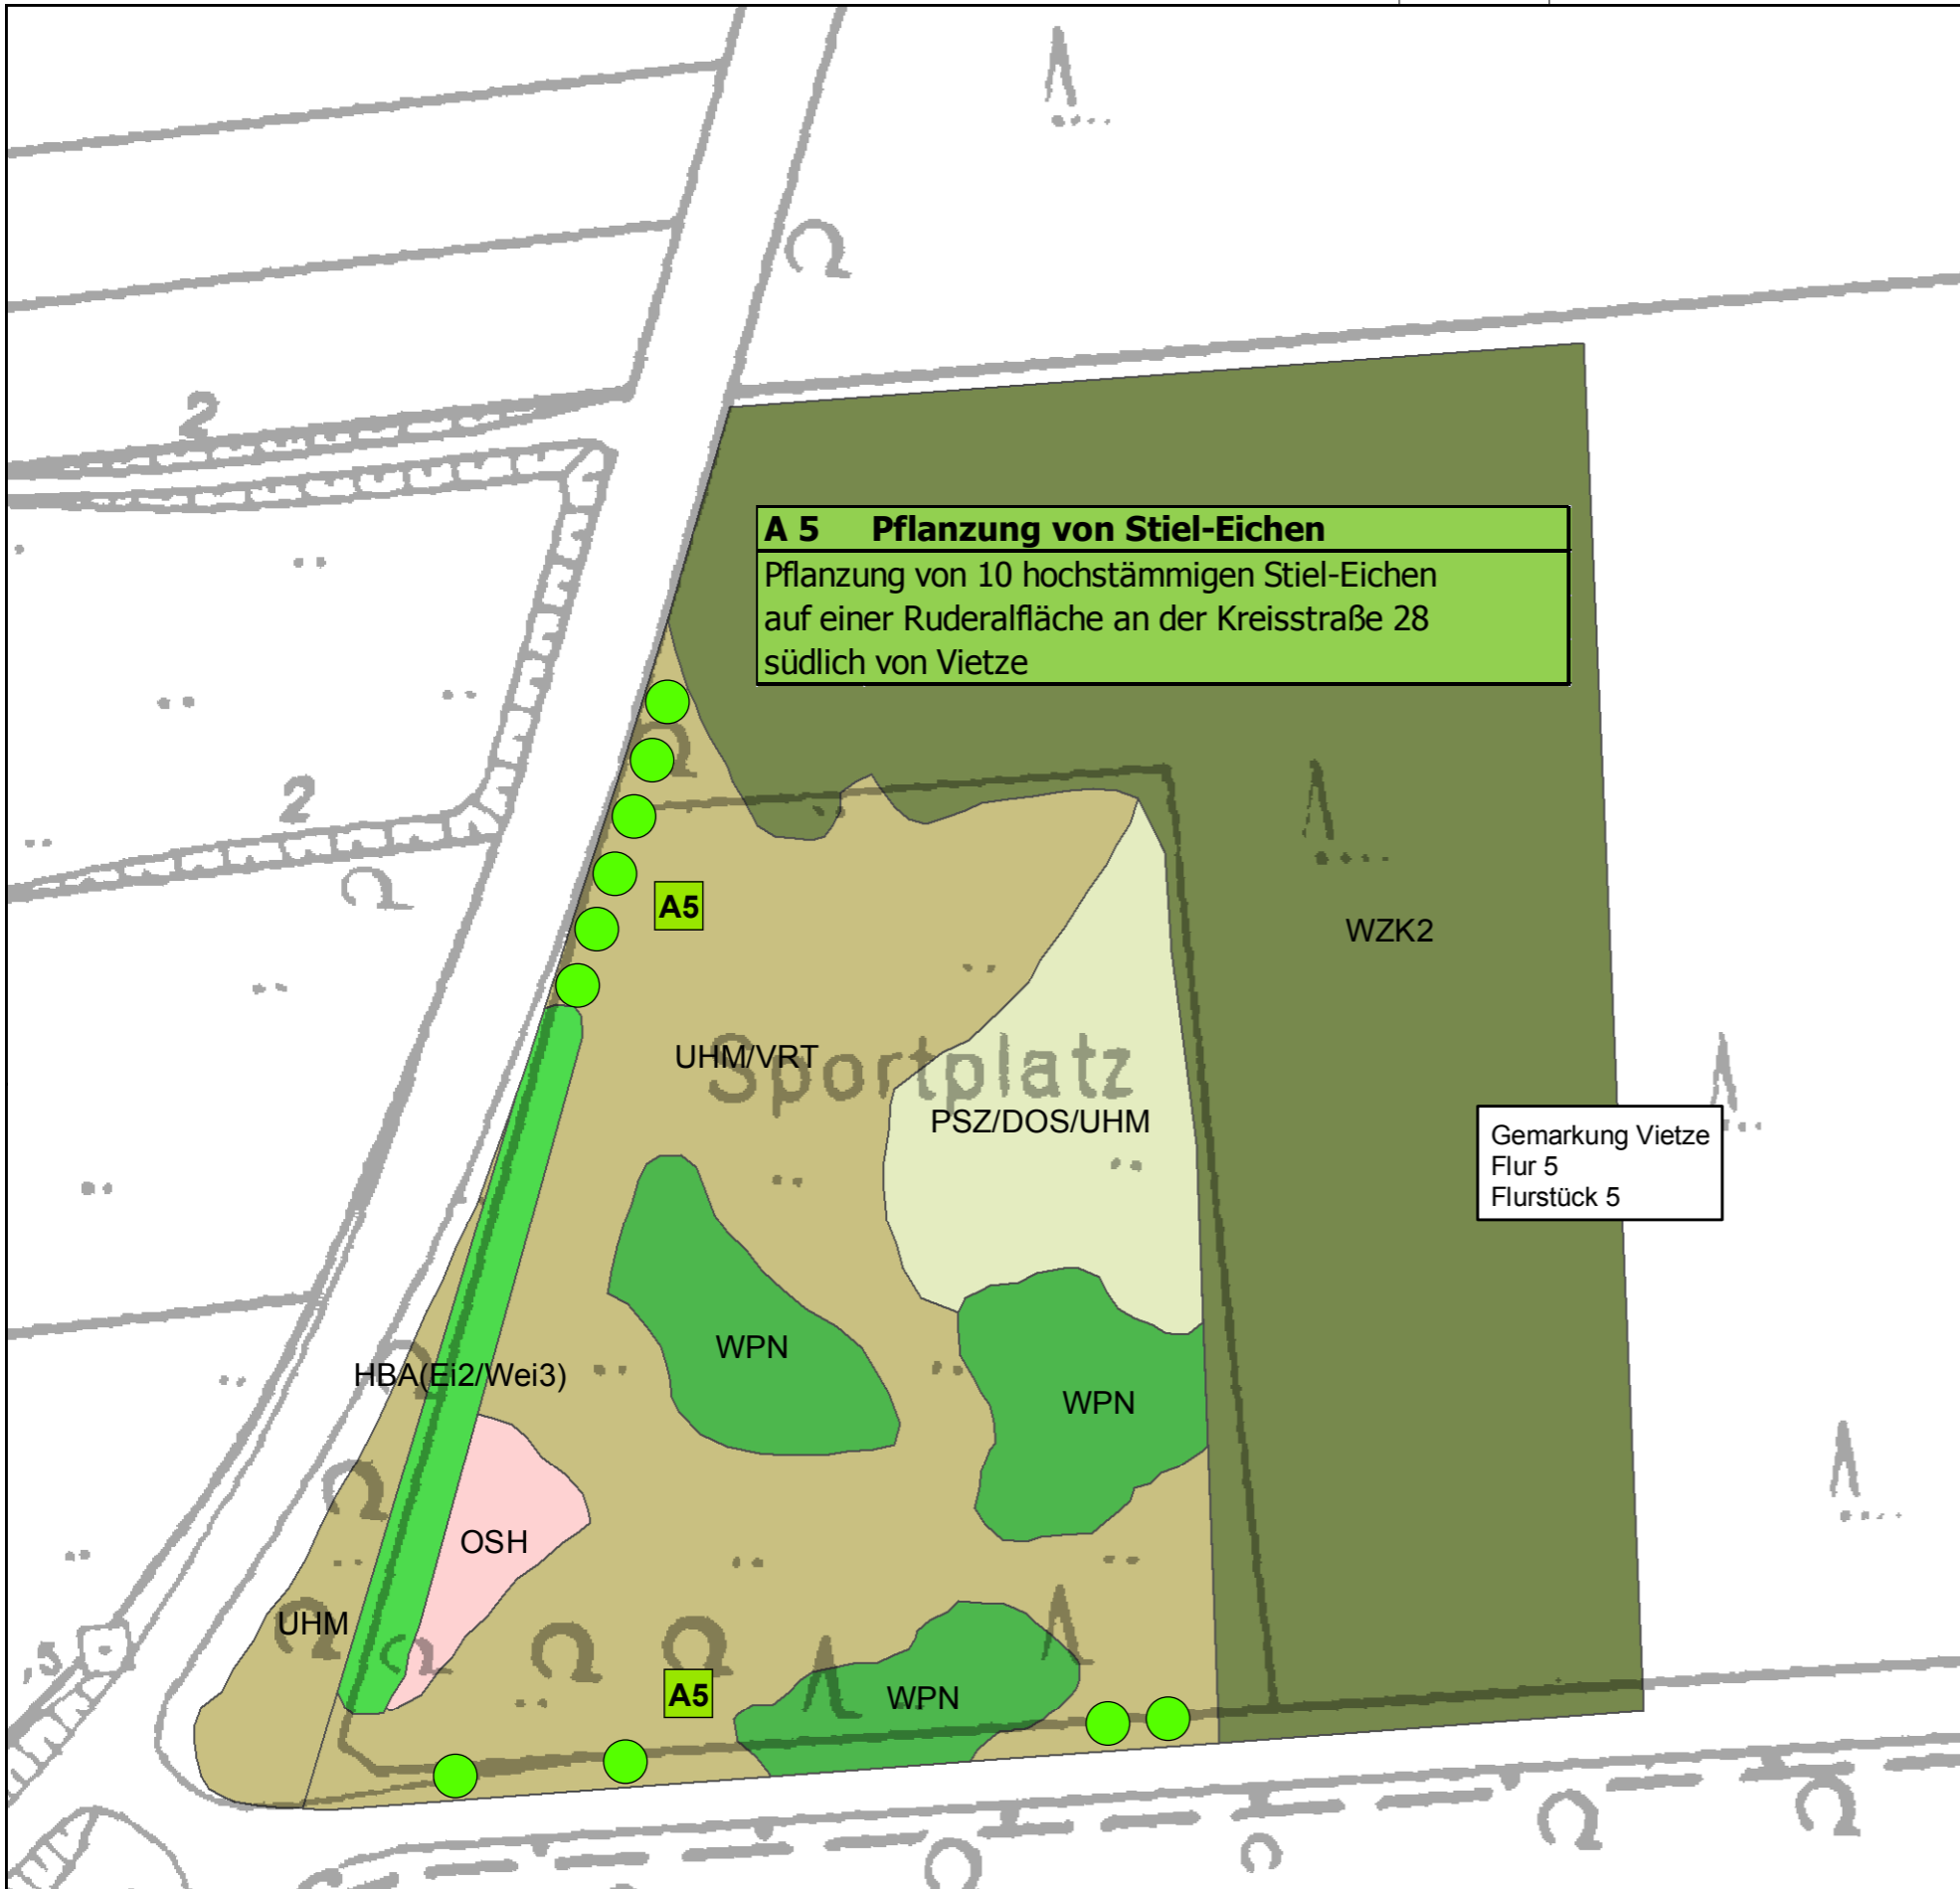 2
A 5 Pflanzung von Stiel-Eichen
Pflanzung von 10 hochstämmigen Stiel-Eichen
auf einer Ruderalfläche an der Kreisstraße 28
südlich von Vietze
2
A5
WZK2
UHM/VRT
Sportplatz
PSZ/DOS/UHM
Gemarkung Vietze
Flur 5
Flurstück 5
WPN
HBA(Ei2/Wei3)
WPN
OSH
UHM
A5
WPN